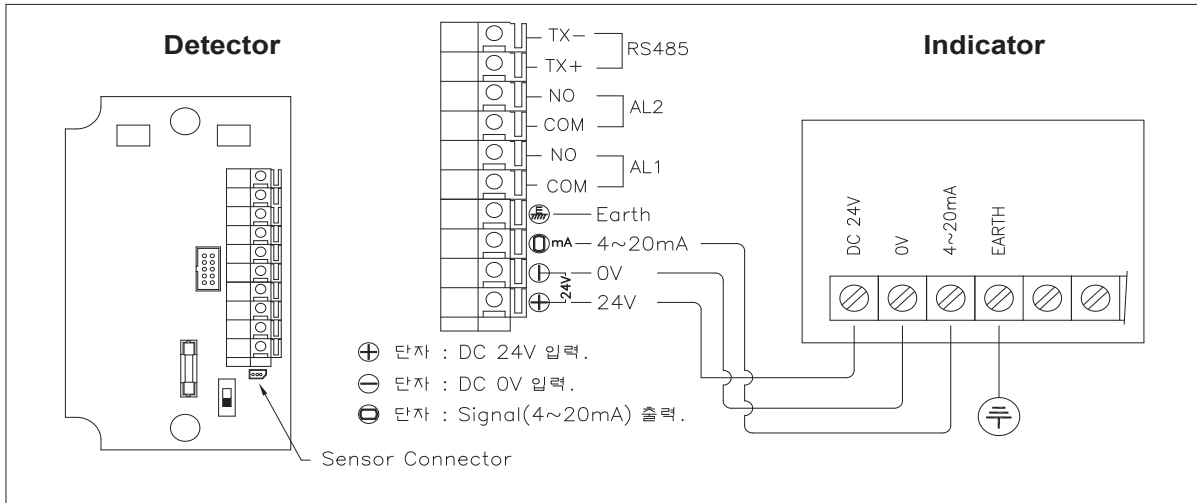 Detector
Indicator
TX-
RS485
TX+
NO
AL2
COM
NO
AL1
COM
E Earth
mA 4~20mA
0V
24V
24V
DC 24V
0V
4~20mA
EARTH
⊕ 단자 : DC 24V 입력.
⊖ 단자 : DC 0V 입력.
단자 : Signal(4~20mA) 출력.
Sensor Connector